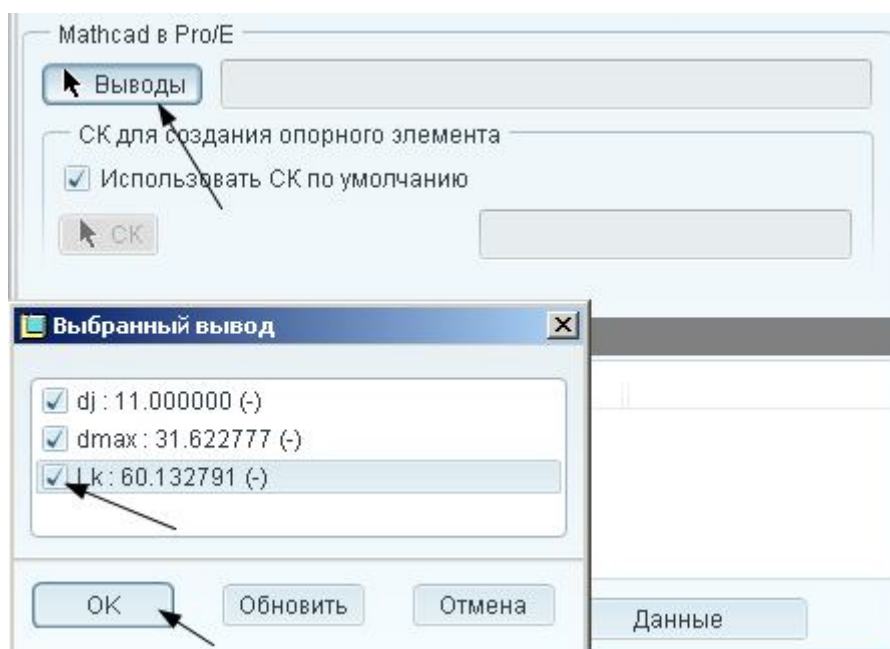 Mathcad в Pro/E
Выводы
СК для создания опорного элемента
Использовать СК по умолчанию
СК
Выбранный вывод
dj : 11.000000 (-)
dmax : 31.622777 (-)
Lk : 60.132791 (-)
OK
Обновить
Отмена
Данные